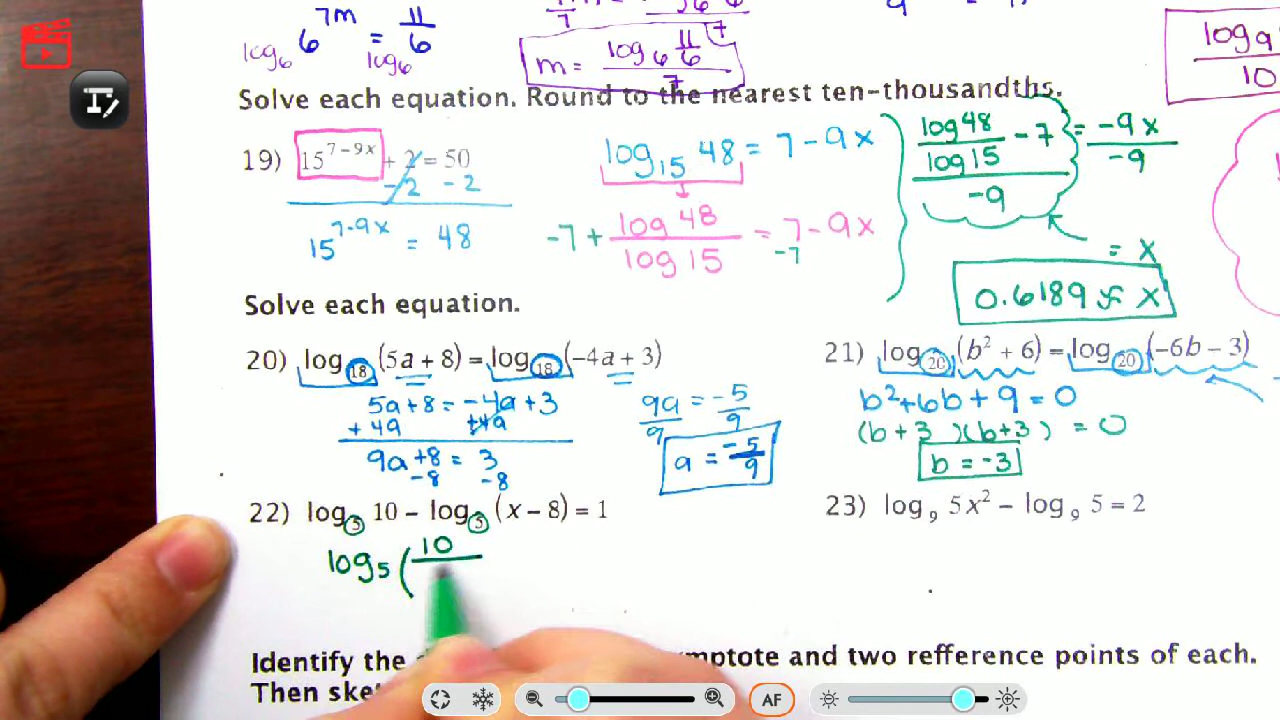 log₆ 6^7m = log₆ 11/6
m = log₆ 11/6 / 7
log₉
10
Solve each equation. Round to the nearest ten-thousandths.
19) 15^7-9x + 2 = 50
-2 -2
15^7-9x = 48
log₁₅ 48 = 7-9x
-7 + log 48 / log 15 = 7-9x
-7
log 48 / log 15 - 7 / -9 = -9x / -9
= x
0.6189 ≈ x
Solve each equation.
20) log₁₈ (5a + 8) = log₁₈ (-4a + 3)
5a+8 = -4a+3
+4a +4a
9a+8 = 3
-8 -8
9a/9 = -5/9
a = -5/9
21) log₂₀ (b² + 6) = log₂₀ (-6b - 3)
b²+6b+9=0
(b+3)(b+3) = 0
b = -3
22) log₅ 10 - log₅ (x - 8) = 1
log₅ (10
23) log₉ 5x² - log₉ 5 = 2
Identify the
mptote and two refference points of each.
Then ske
AF